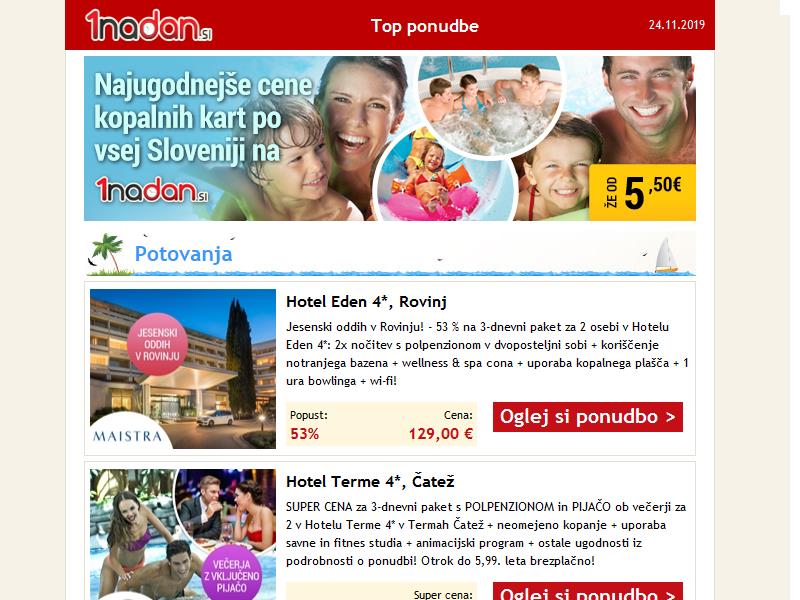 1nadan.si
Top ponudbe
24.11.2019
Najugodnejše cene
kopalnih kart po
vsej Sloveniji na
1nadan.si
ŽE OD 5,50€
Potovanja
JESENSKI
ODDIH
V ROVINJU
MAISTRA
Hotel Eden 4*, Rovinj
Jesenski oddih v Rovinju! - 53 % na 3-dnevni paket za 2 osebi v Hotelu
Eden 4*: 2x nočitev s polpenzionom v dvoposteljni sobi + koriščenje
notranjega bazena + wellness & spa cona + uporaba kopalnega plašča + 1
ura bowlinga + wi-fi!
Popust: Cena:
53% 129,00 €
Oglej si ponudbo >
VEČERJA
Z VKLJUČENO
PIJAČO
Hotel Terme 4*, Čatež
SUPER CENA za 3-dnevni paket s POLPENZIONOM in PIJAČO ob večerji za
2 v Hotelu Terme 4* v Termah Čatež + neomejeno kopanje + uporaba
savne in fitnes studia + animacijski program + ostale ugodnosti iz
podrobnosti o ponudbi! Otrok do 5,99. leta brezplačno!
Super cena:
Oglej si ponudbo >